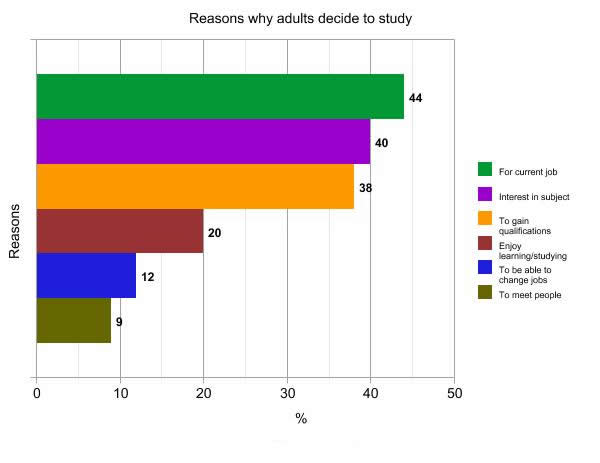 Reasons why adults decide to study
44
40
38
20
12
9
Reasons
0 10 20 30 40 50
%
For current job
Interest in subject
To gain
qualifications
Enjoy
learning/studying
To be able to
change jobs
To meet people